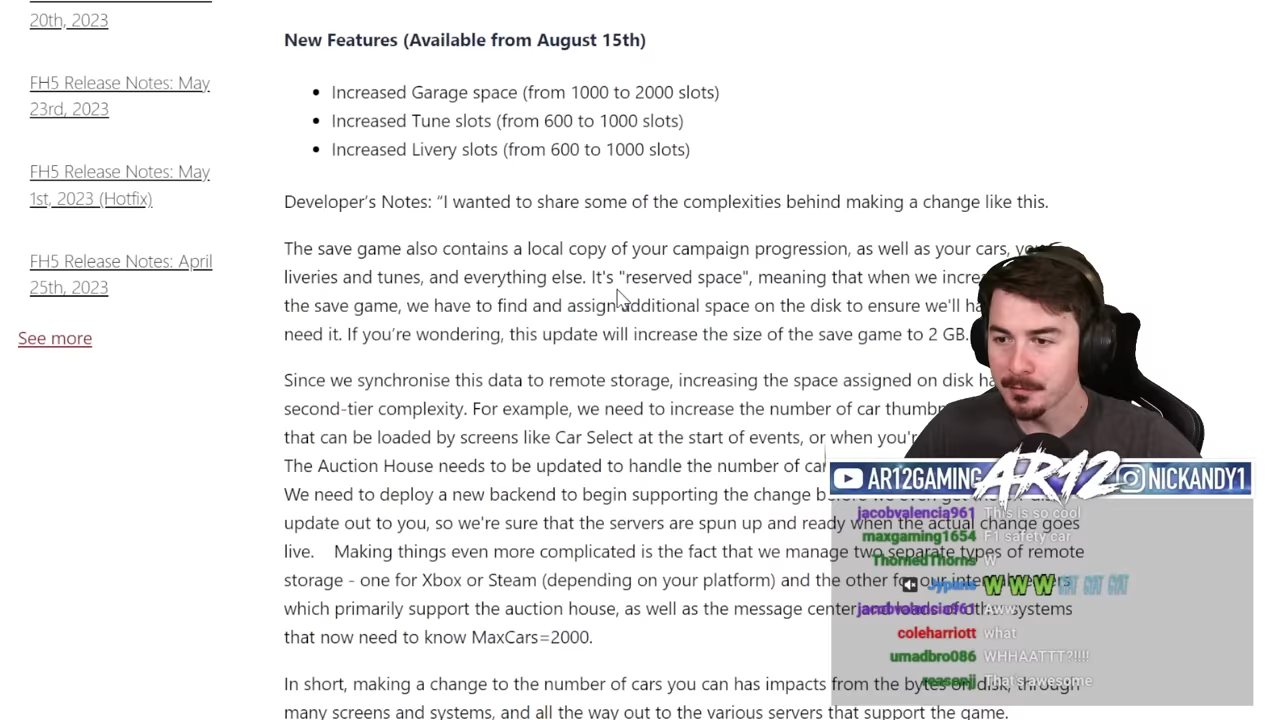 20th, 2023
FH5 Release Notes: May
23rd, 2023
FH5 Release Notes: May
1st, 2023 (Hotfix)
FH5 Release Notes: April
25th, 2023
See more
New Features (Available from August 15th)
• Increased Garage space (from 1000 to 2000 slots)
• Increased Tune slots (from 600 to 1000 slots)
• Increased Livery slots (from 600 to 1000 slots)
Developer's Notes: “I wanted to share some of the complexities behind making a change like this.
The save game also contains a local copy of your campaign progression, as well as your cars,
liveries and tunes, and everything else. It's "reserved space", meaning that when we
the save game, we have to find and assign additional space on the disk to ensure we'll
need it. If you're wondering, this update will increase the size of the save game to 2 GB.
Since we synchronise this data to remote storage, increasing the space assigned on disk
second-tier complexity. For example, we need to increase the number of car
that can be loaded by screens like Car Select at the start of events, or when
The Auction House needs to be updated to handle the number of
We need to deploy a new backend to begin supporting the change before we even get
update out to you, so we're sure that the servers are spun up and ready when the actual change goes
live. Making things even more complicated is the fact that we manage two separate types of remote
storage - one for Xbox or Steam (depending on your platform) and the other for our
which primarily support the auction house, as well as the message center and loads of other systems
that now need to know MaxCars=2000.
In short, making a change to the number of cars you can has impacts from the bytes on disk, through
many screens and systems, and all the way out to the various servers that support the game.
AR12GAMING AR12 NICKANDY1
jacobvalencia961 This is so cool
maxgaming1654 F1 safety car
ThornedThorns W
Jypans W W W
jacobvalencia961 Aww
coleharriott what
umadbro086 WHHAATTT?!!!!
reasonjj That's awesome